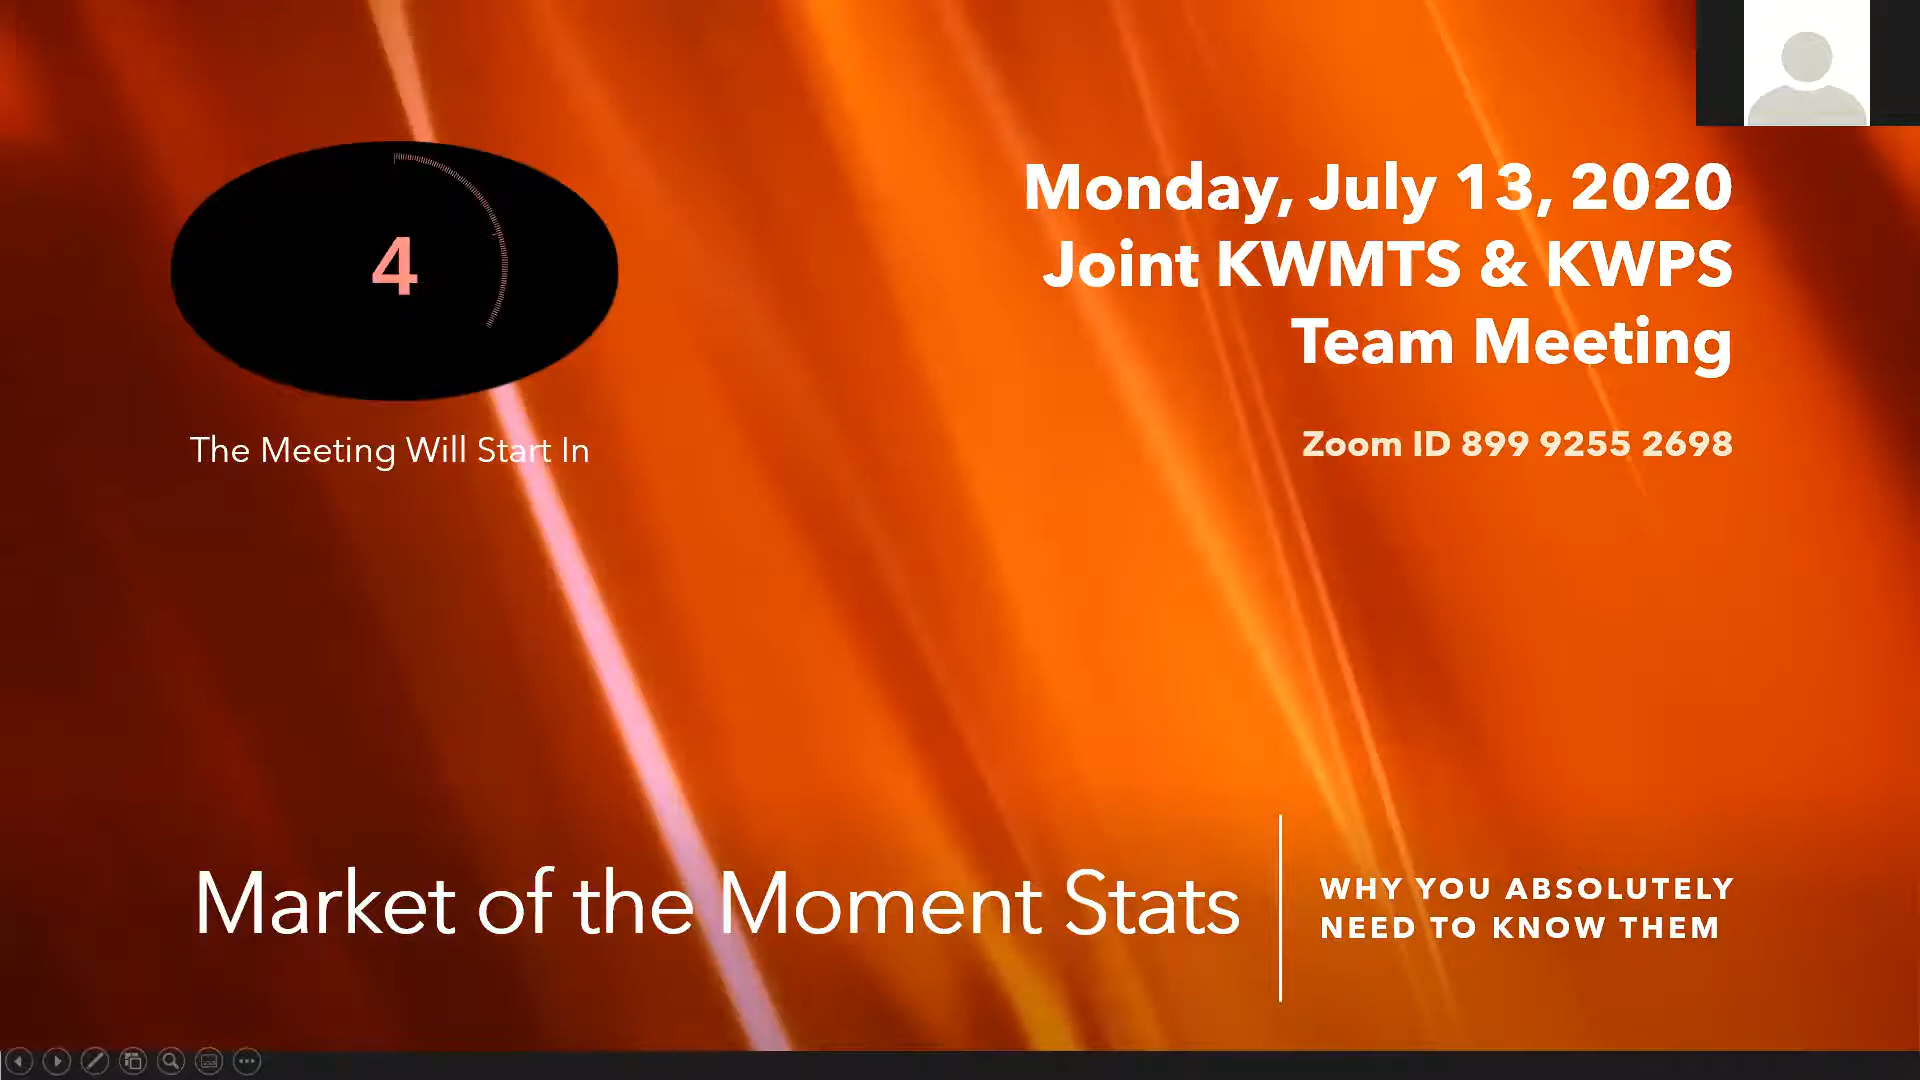 4
The Meeting Will Start In
Monday, July 13, 2020
Joint KWMTS & KWPS
Team Meeting
Zoom ID 899 9255 2698
Market of the Moment Stats
WHY YOU ABSOLUTELY
NEED TO KNOW THEM